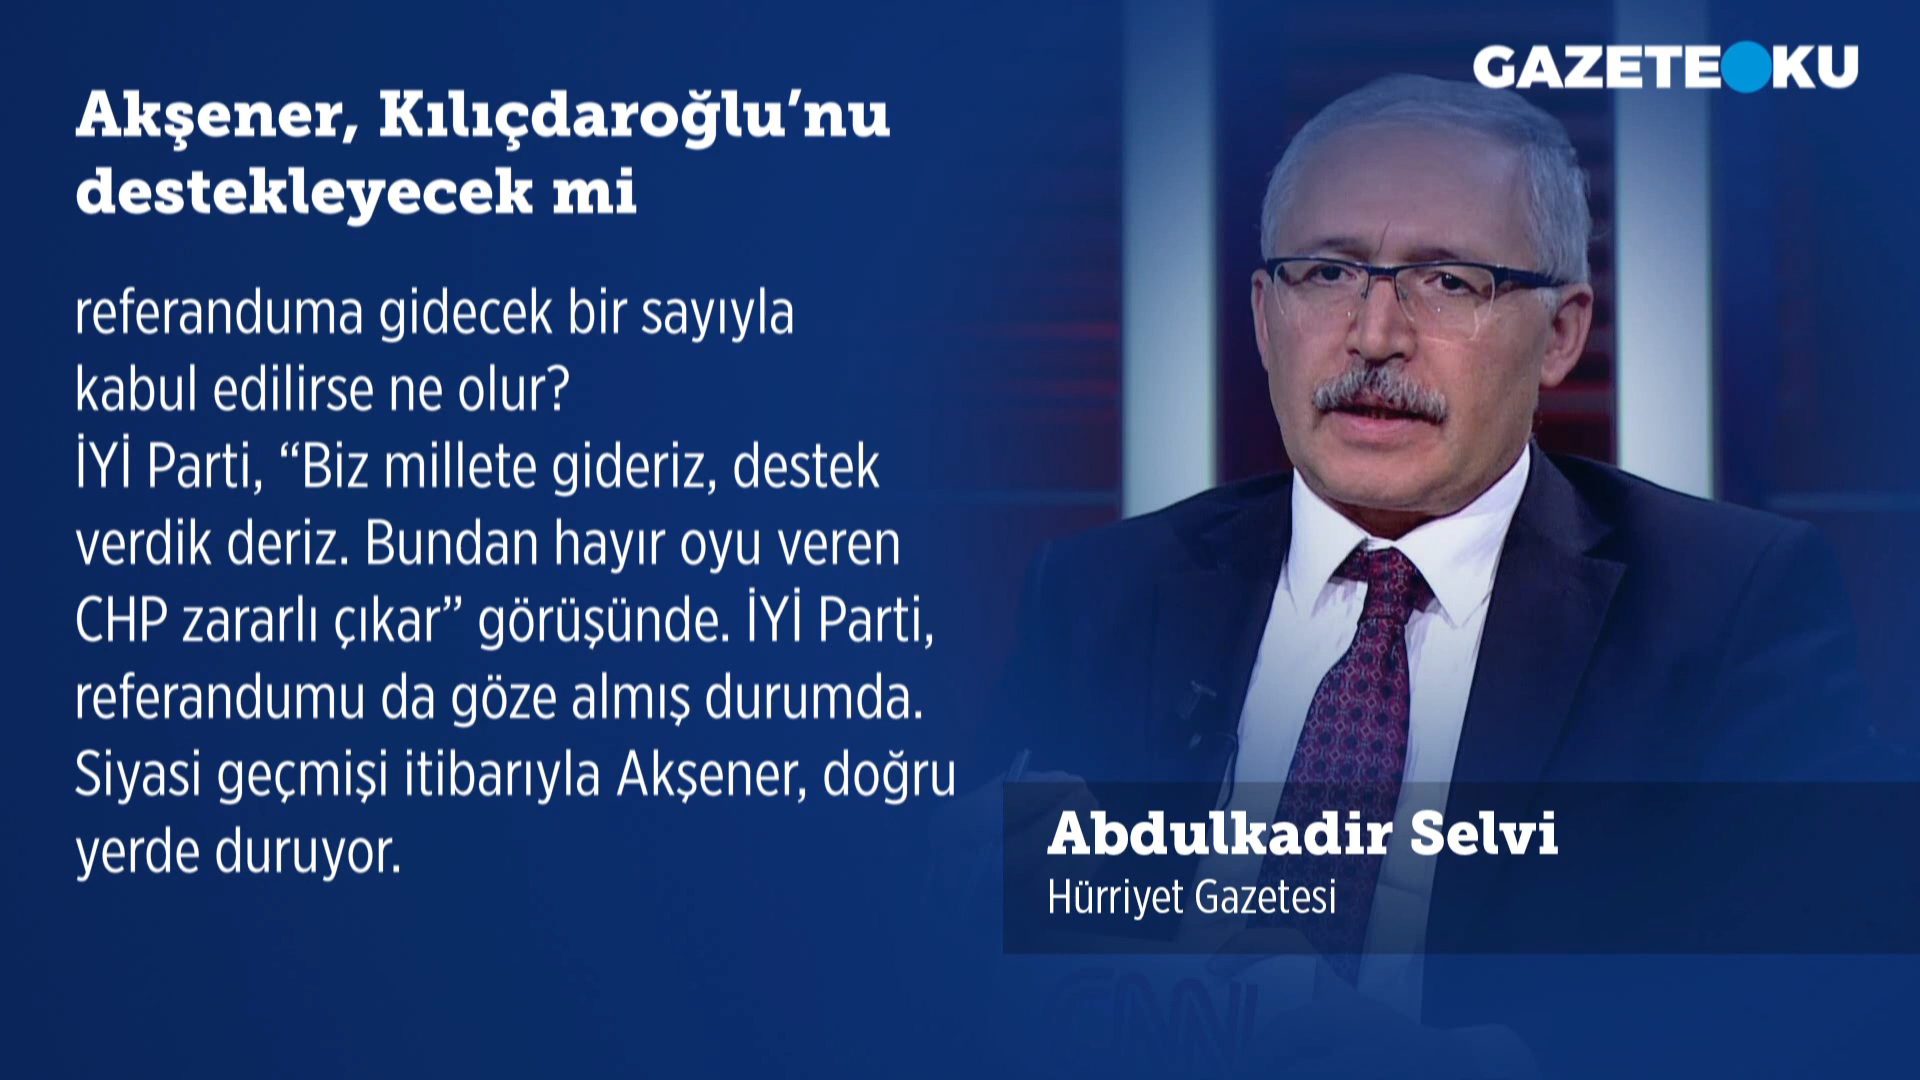 GAZETE KU
Akşener, Kılıçdaroğlu’nu
destekleyecek mi
referanduma gidecek bir sayıyla
kabul edilirse ne olur?
İYİ Parti, “Biz millete gideriz, destek
verdik deriz. Bundan hayır oyu veren
CHP zararlı çıkar” görüşünde. İYİ Parti,
referandumu da göze almış durumda.
Siyasi geçmişi itibarıyla Akşener, doğru
yerde duruyor.
Abdulkadir Selvi
Hürriyet Gazetesi
CNN